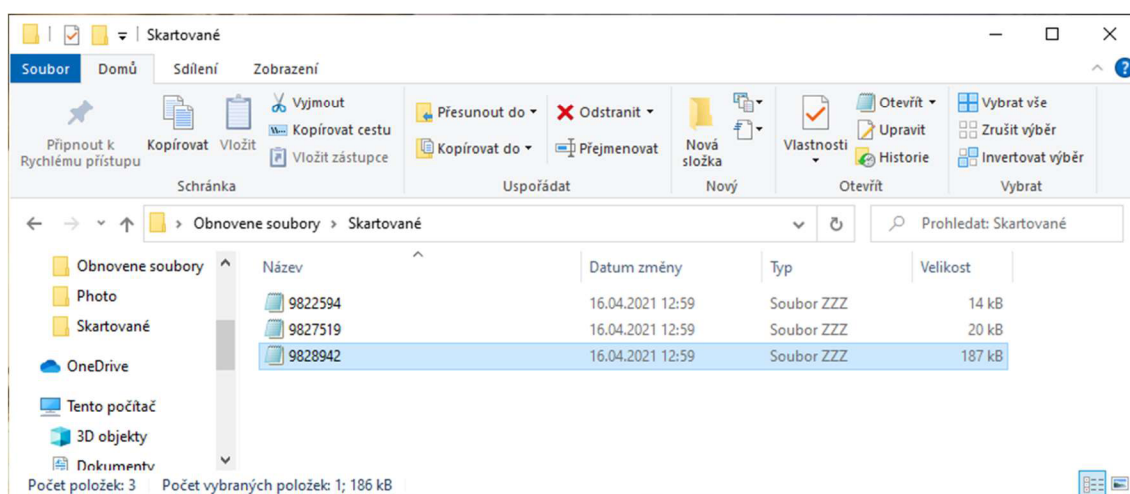 Skartované
Soubor Domů Sdílení Zobrazení
Připnout k Rychlému přístupu
Kopírovat
Vložit
Vyjmout
Kopírovat cestu
Vložit zástupce
Schránka
Přesunout do
Kopírovat do
Odstranit
Přejmenovat
Uspořádat
Nová složka
Nový
Vlastnosti
Otevřít
Upravit
Historie
Otevřít
Vybrat vše
Zrušit výběr
Invertovat výběr
Vybrat
Obnovene soubory > Skartované
Prohledat: Skartované
Obnovene soubory
Photo
Skartované
OneDrive
Tento počítač
3D objekty
Dokumenty
Název Datum změny Typ Velikost
9822594 16.04.2021 12:59 Soubor ZZZ 14 kB
9827519 16.04.2021 12:59 Soubor ZZZ 20 kB
9828942 16.04.2021 12:59 Soubor ZZZ 187 kB
Počet položek: 3 Počet vybraných položek: 1; 186 kB